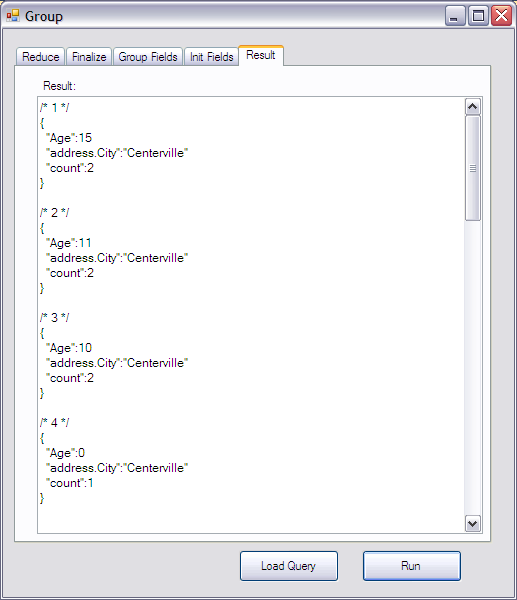 Group
Reduce Finalize Group Fields Init Fields Result
Result:
/* 1 */
{
"Age":15
"address.City":"Centerville"
"count":2
}
/* 2 */
{
"Age":11
"address.City":"Centerville"
"count":2
}
/* 3 */
{
"Age":10
"address.City":"Centerville"
"count":2
}
/* 4 */
{
"Age":0
"address.City":"Centerville"
"count":1
}
Load Query Run